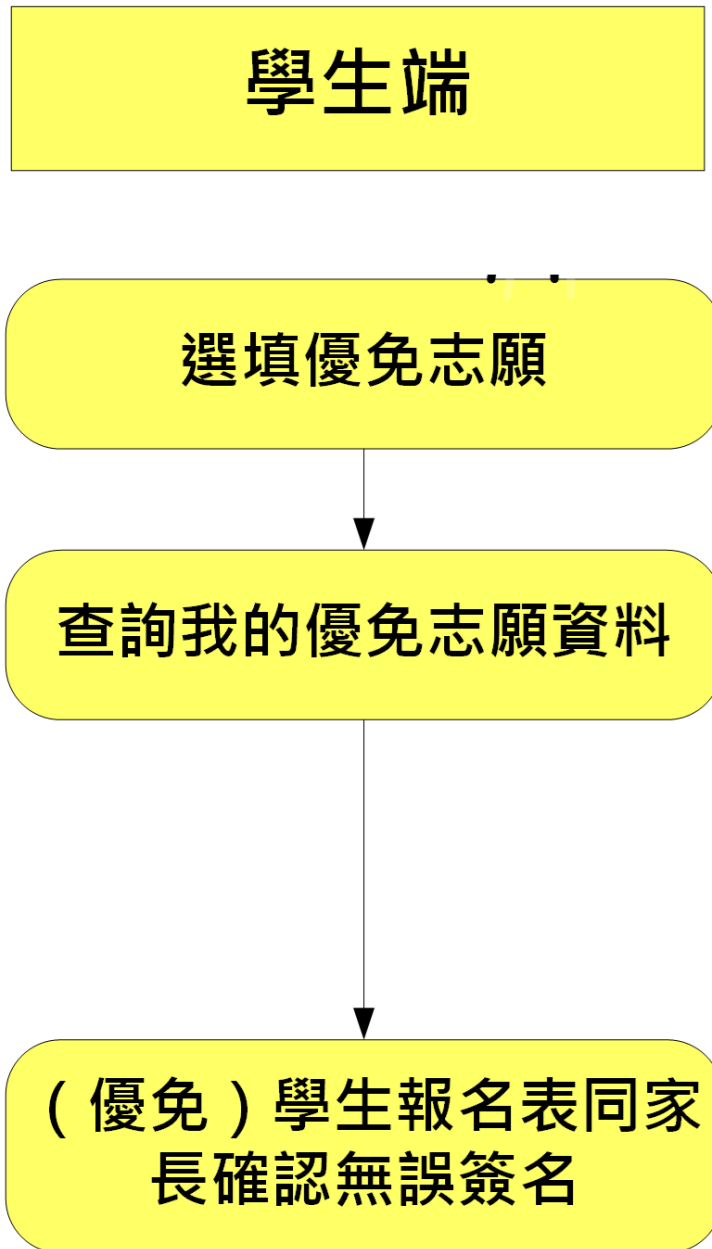 學生端
選填優免志願
查詢我的優免志願資料
（優免）學生報名表同家
長確認無誤簽名